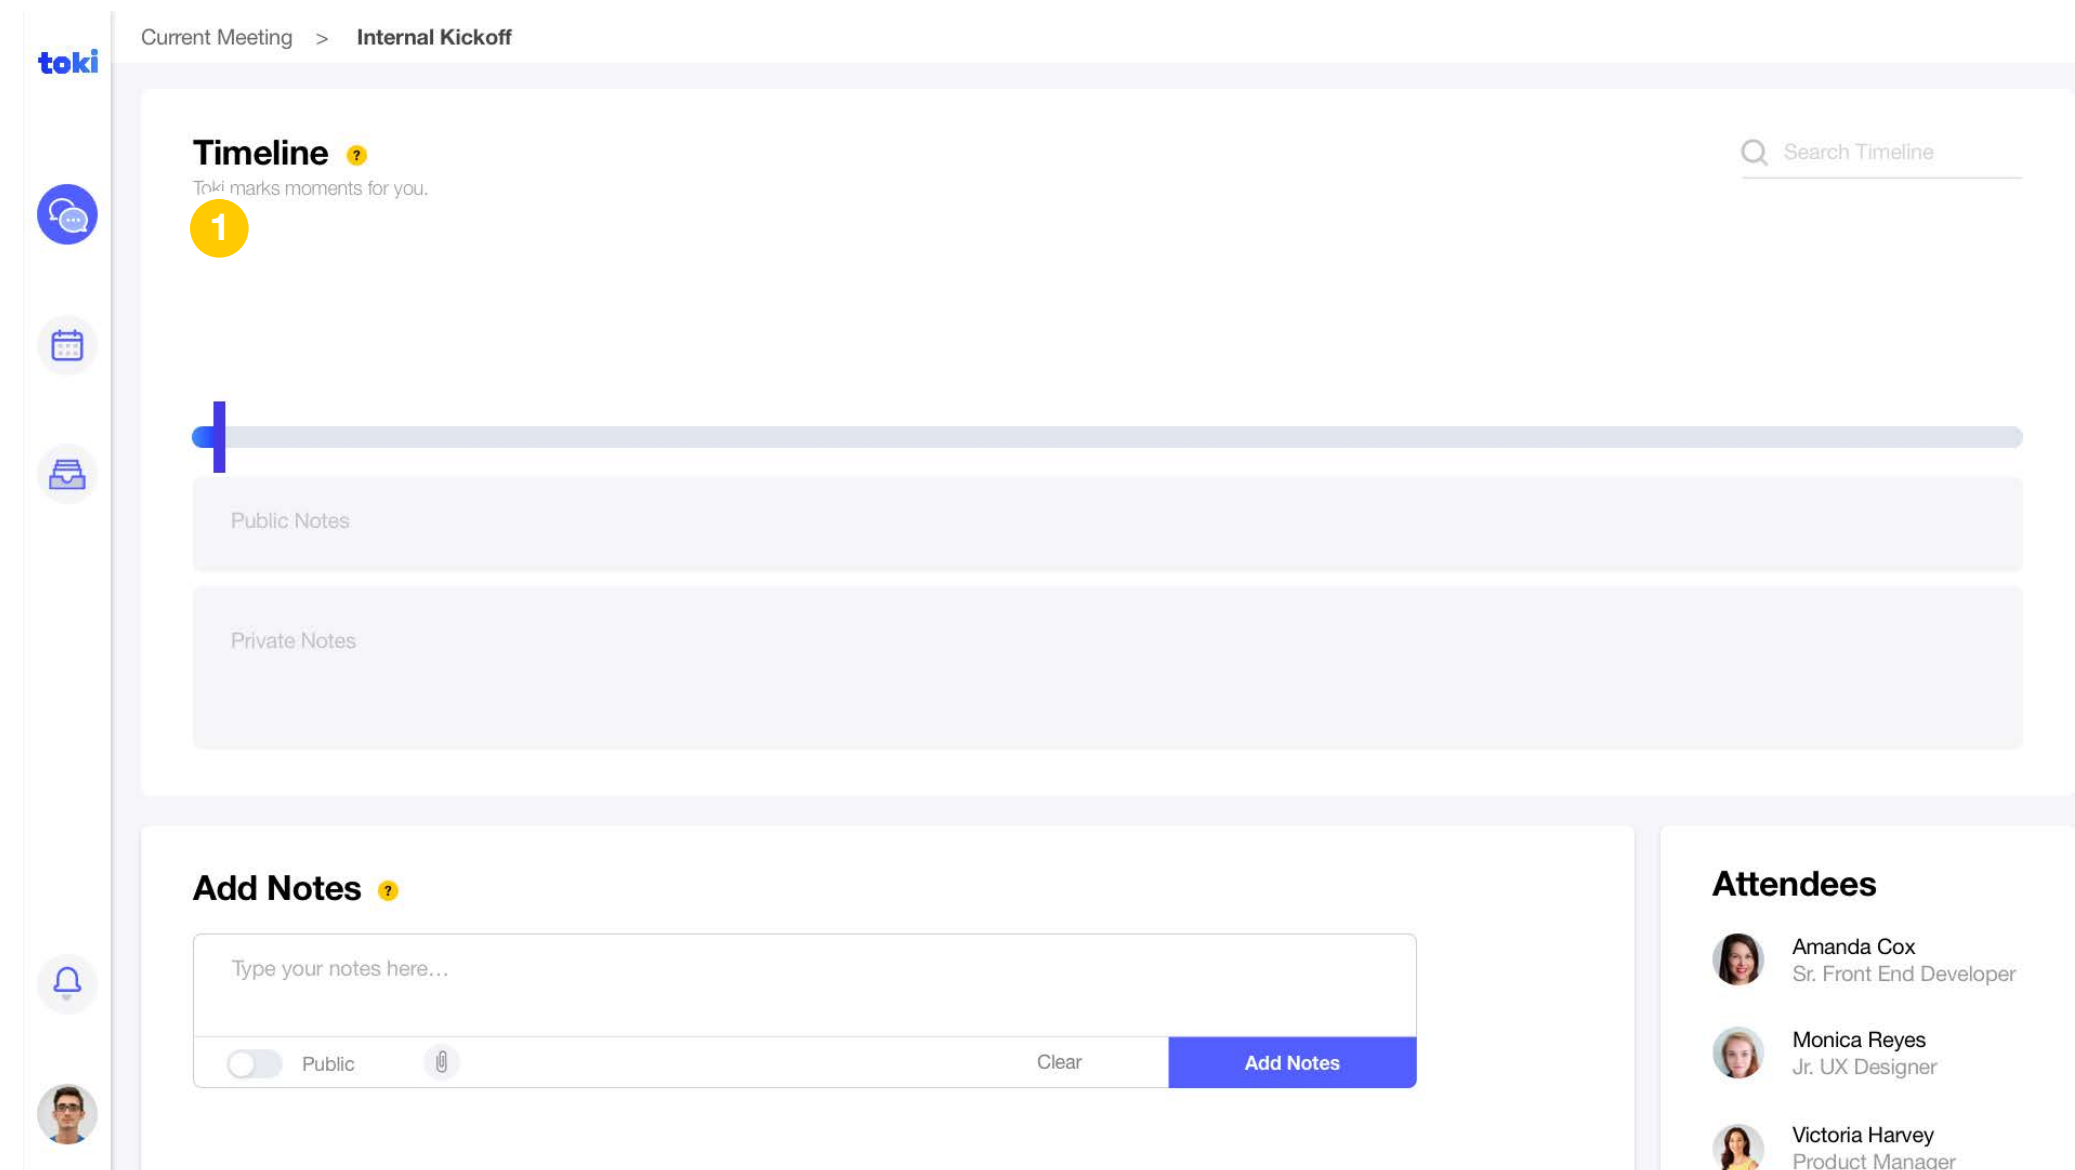 toki
Current Meeting > Internal Kickoff
Timeline ?
Toki marks moments for you.
Search Timeline
1
Public Notes
Private Notes
Add Notes ?
Type your notes here...
Public
Clear
Add Notes
Attendees
Amanda Cox
Sr. Front End Developer
Monica Reyes
Jr. UX Designer
Victoria Harvey
Product Manager